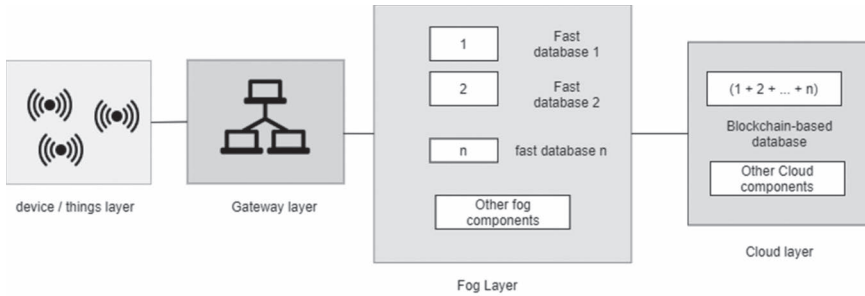 device / things layer
Gateway layer
1
Fast
database 1
2
Fast
database 2
n
fast database n
Other fog
components
Fog Layer
(1 + 2 + ... + n)
Blockchain-based
database
Other Cloud
components
Cloud layer